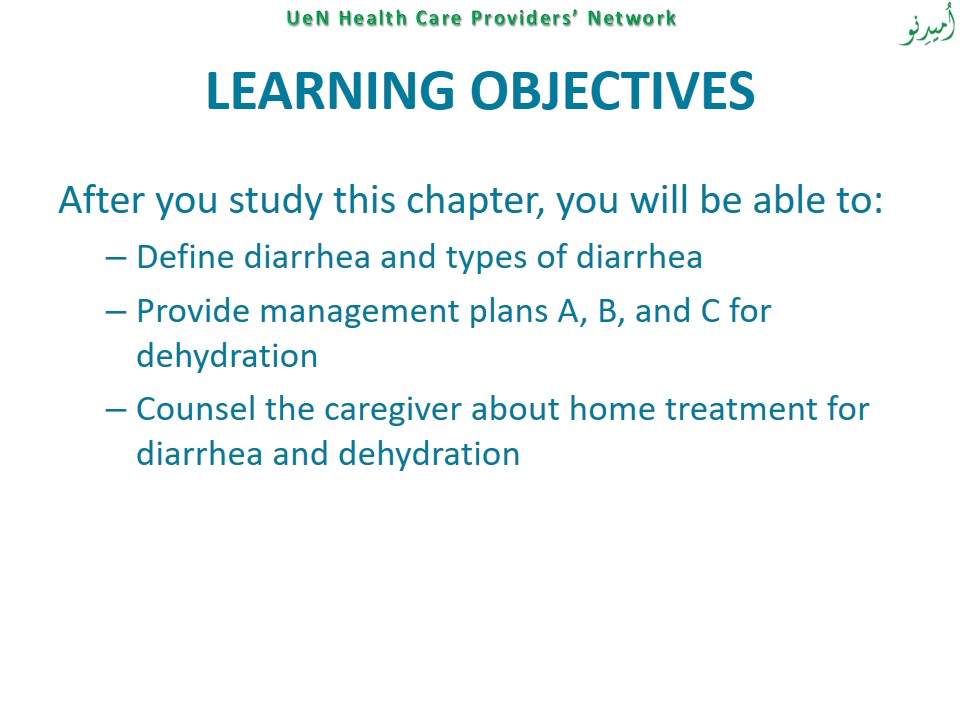 UeN Health Care Providers’ Network
اُمیدِنو
LEARNING OBJECTIVES
After you study this chapter, you will be able to:
– Define diarrhea and types of diarrhea
– Provide management plans A, B, and C for
dehydration
– Counsel the caregiver about home treatment for
diarrhea and dehydration